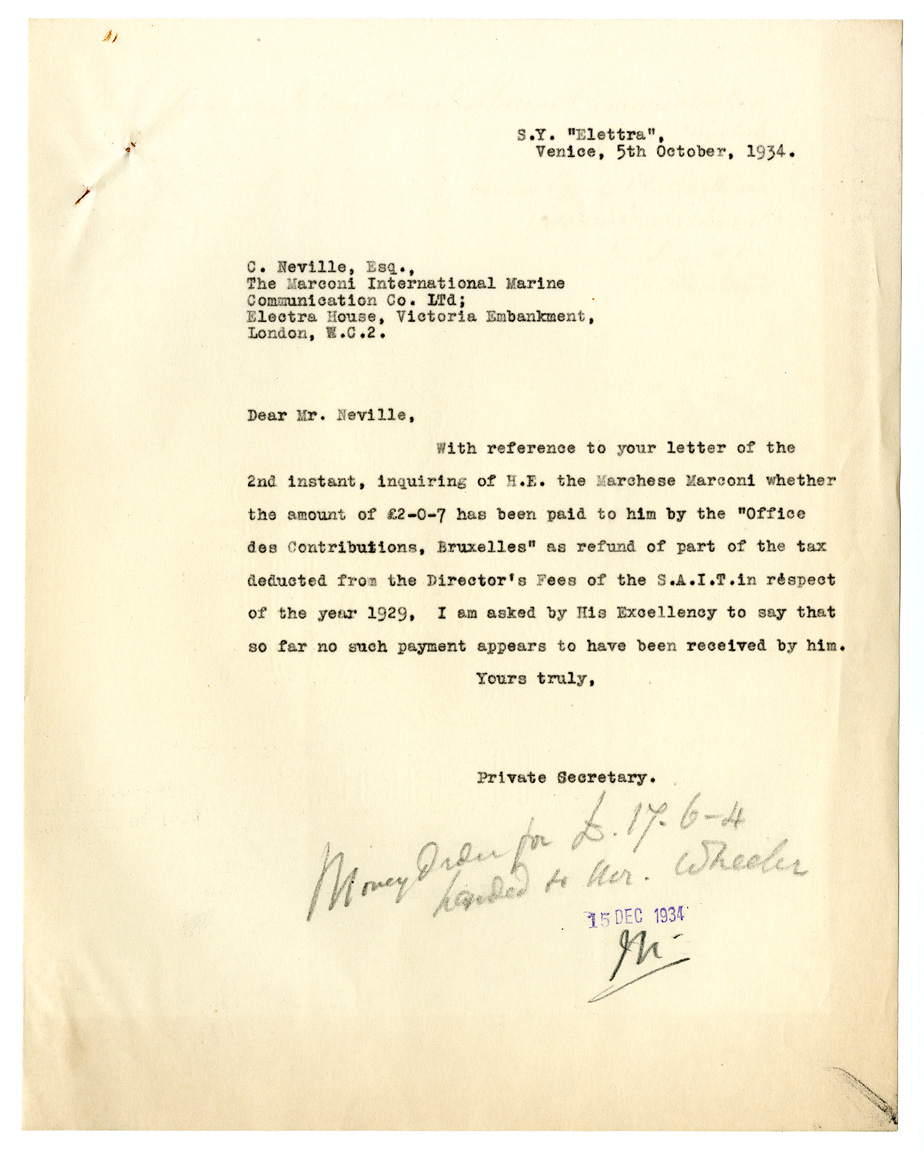 S.Y. "Elettra",
Venice, 5th October, 1934.
C. Neville, Esq.,
The Marconi International Marine
Communication Co. LTd;
Electra House, Victoria Embankment,
London, W.C.2.
Dear Mr. Neville,
With reference to your letter of the
2nd instant, inquiring of H.E. the Marchese Marconi whether
the amount of £2-0-7 has been paid to him by the "Office
des Contributions, Bruxelles" as refund of part of the tax
deducted from the Director's Fees of the S.A.I.T.in respect
of the year 1929, I am asked by His Excellency to say that
so far no such payment appears to have been received by him.
Yours truly,
Private Secretary.
Money Order for £.17-6-4
handed to Mr. Wheeler
15 DEC 1934